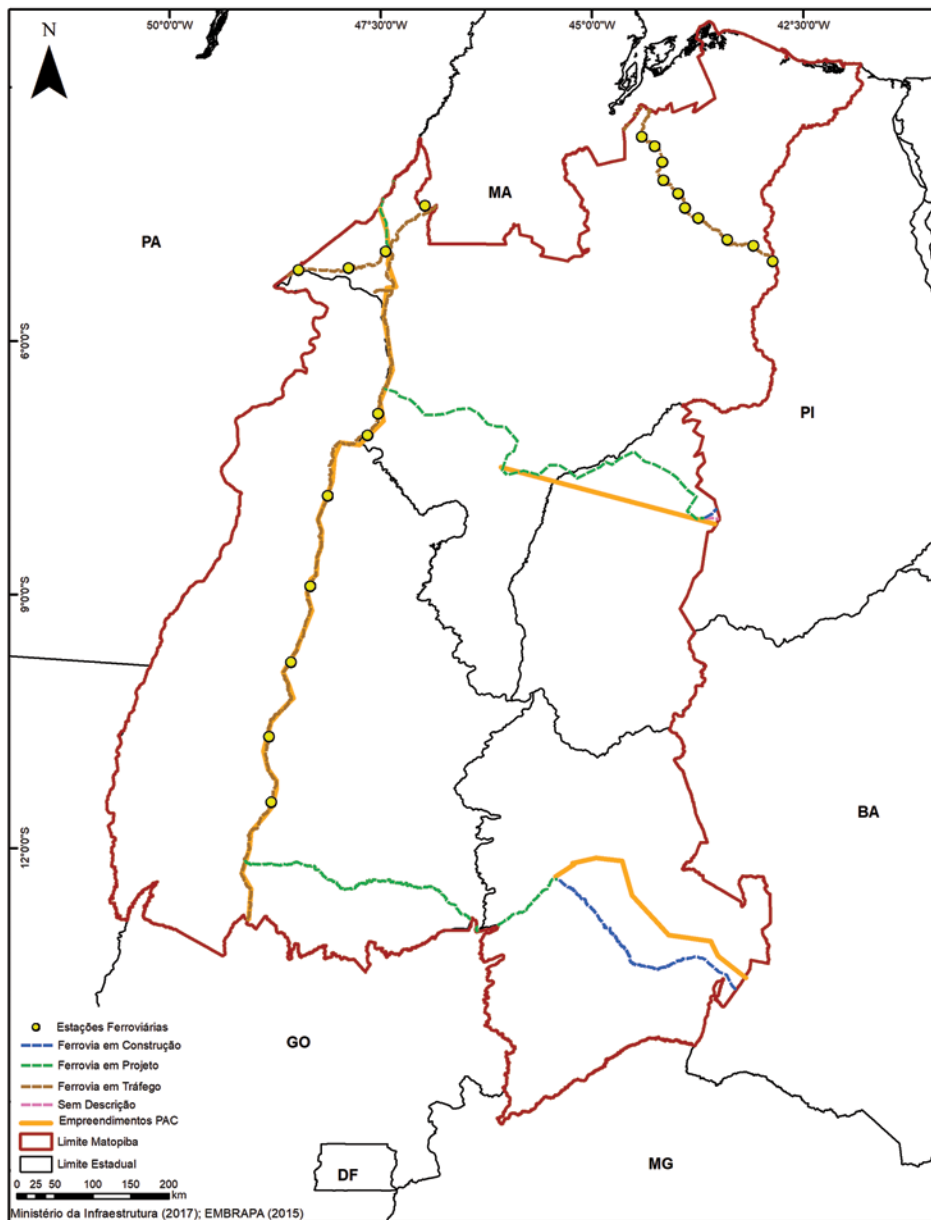 N
50°0'0"W
47°30'0"W
45°0'0"W
42°30'0"W
MA
PA
6°0'0"S
PI
9°0'0"S
BA
12°0'0"S
GO
DF
MG
Estações Ferroviárias
Ferrovia em Construção
Ferrovia em Projeto
Ferrovia em Tráfego
Sem Descrição
Empreendimentos PAC
Limite Matopiba
Limite Estadual
0 25 50 100 150 200
km
Ministério da Infraestrutura (2017); EMBRAPA (2015)